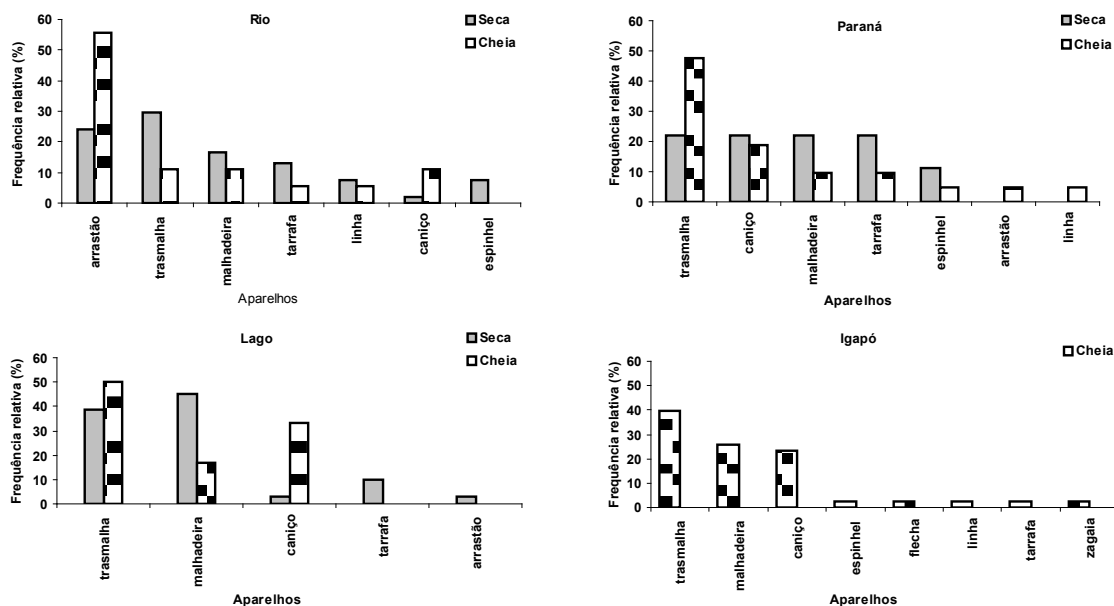 Rio
Seca
Cheia
Frequência relativa (%)
60
50
40
30
20
10
0
arrastão
trasmalha
malhadeira
tarrafa
linha
caniço
espinhel
Aparelhos
Paraná
Seca
Cheia
Frequência relativa (%)
60
50
40
30
20
10
0
trasmalha
caniço
malhadeira
tarrafa
espinhel
arrastão
linha
Aparelhos
Lago
Seca
Cheia
Frequência relativa (%)
60
50
40
30
20
10
0
trasmalha
malhadeira
caniço
tarrafa
arrastão
Aparelhos
Igapó
Cheia
Frequência relativa (%)
60
50
40
30
20
10
0
trasmalha
malhadeira
caniço
espinhel
flecha
linha
tarrafa
zagaia
Aparelhos